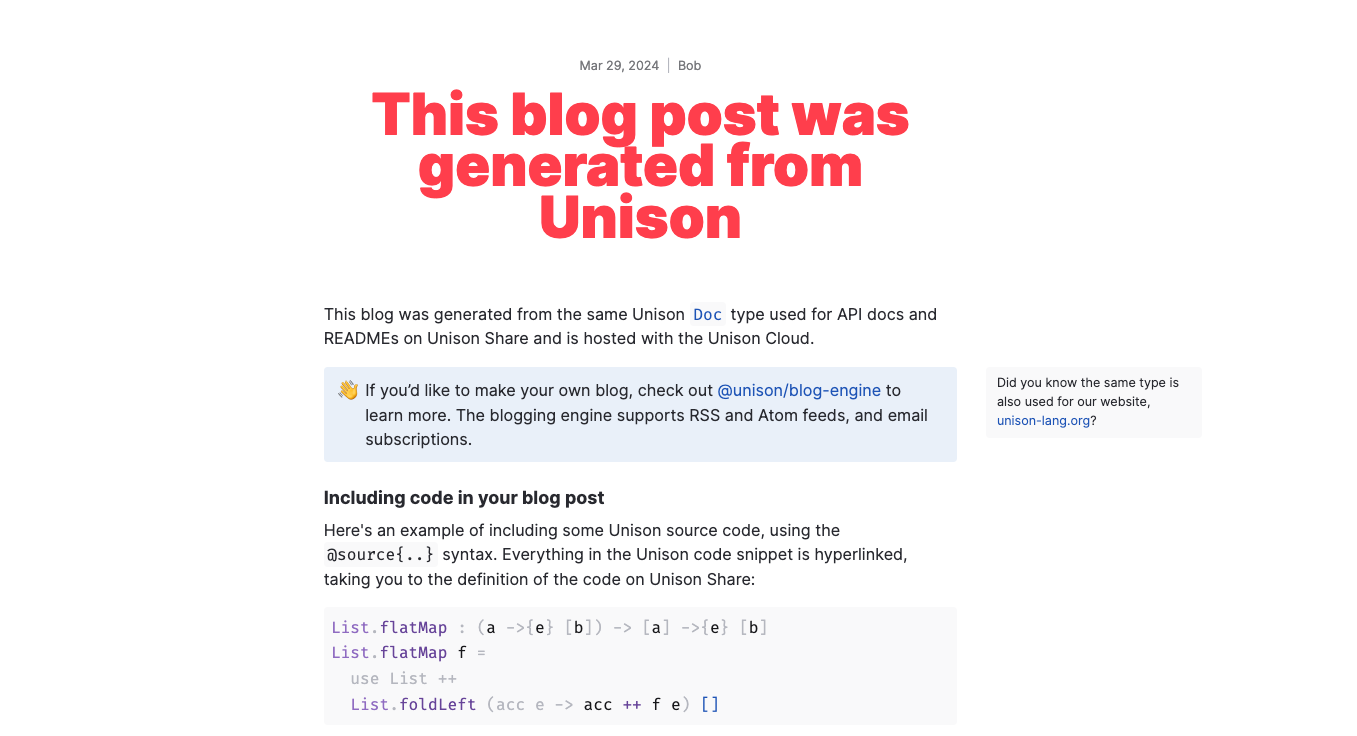 Mar 29, 2024 | Bob
This blog post was
generated from
Unison
This blog was generated from the same Unison Doc type used for API docs and
READMEs on Unison Share and is hosted with the Unison Cloud.
👋 If you’d like to make your own blog, check out @unison/blog-engine to
learn more. The blogging engine supports RSS and Atom feeds, and email
subscriptions.
Did you know the same type is
also used for our website,
unison-lang.org?
Including code in your blog post
Here's an example of including some Unison source code, using the
@source{..} syntax. Everything in the Unison code snippet is hyperlinked,
taking you to the definition of the code on Unison Share:
List.flatMap : (a ->{e} [b]) -> [a] ->{e} [b]
List.flatMap f =
  use List ++
  List.foldLeft (acc e -> acc ++ f e) []